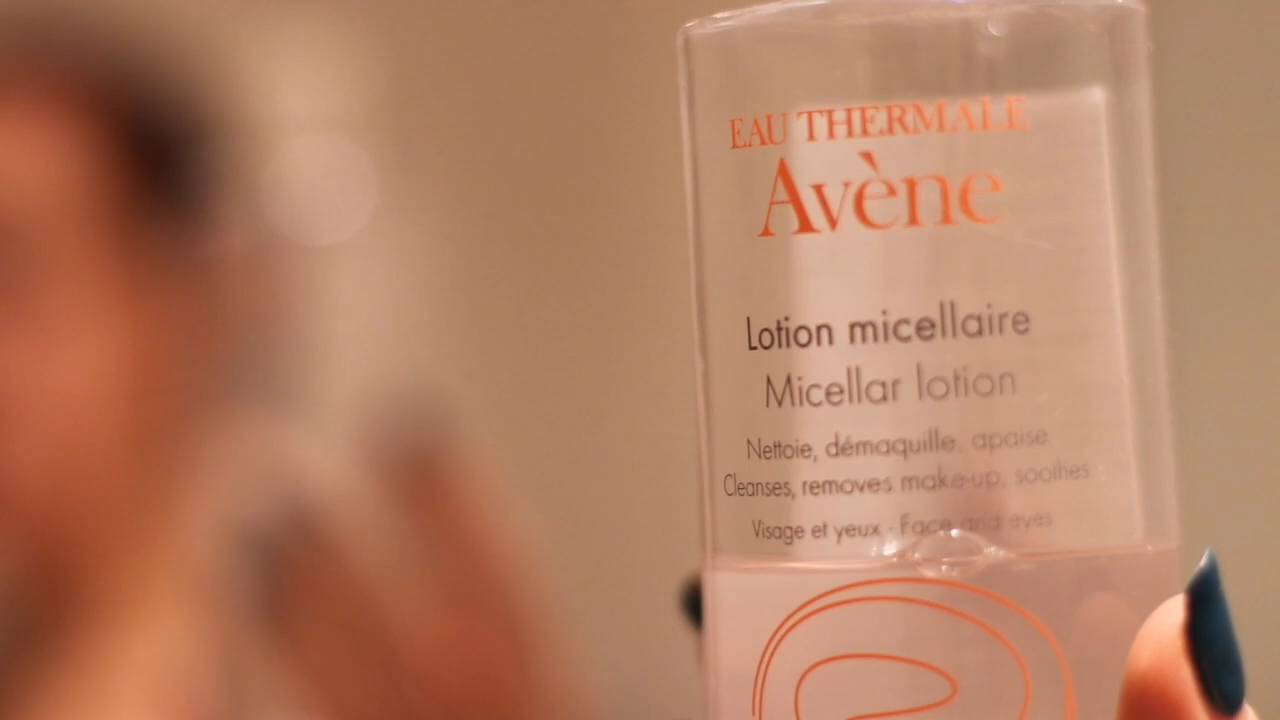 EAU THERMALE
Avène
Lotion micellaire
Micellar lotion
Nettoie, démaquille, apaise
Cleanses, removes make-up, soothes
Visage et yeux - Face and eyes